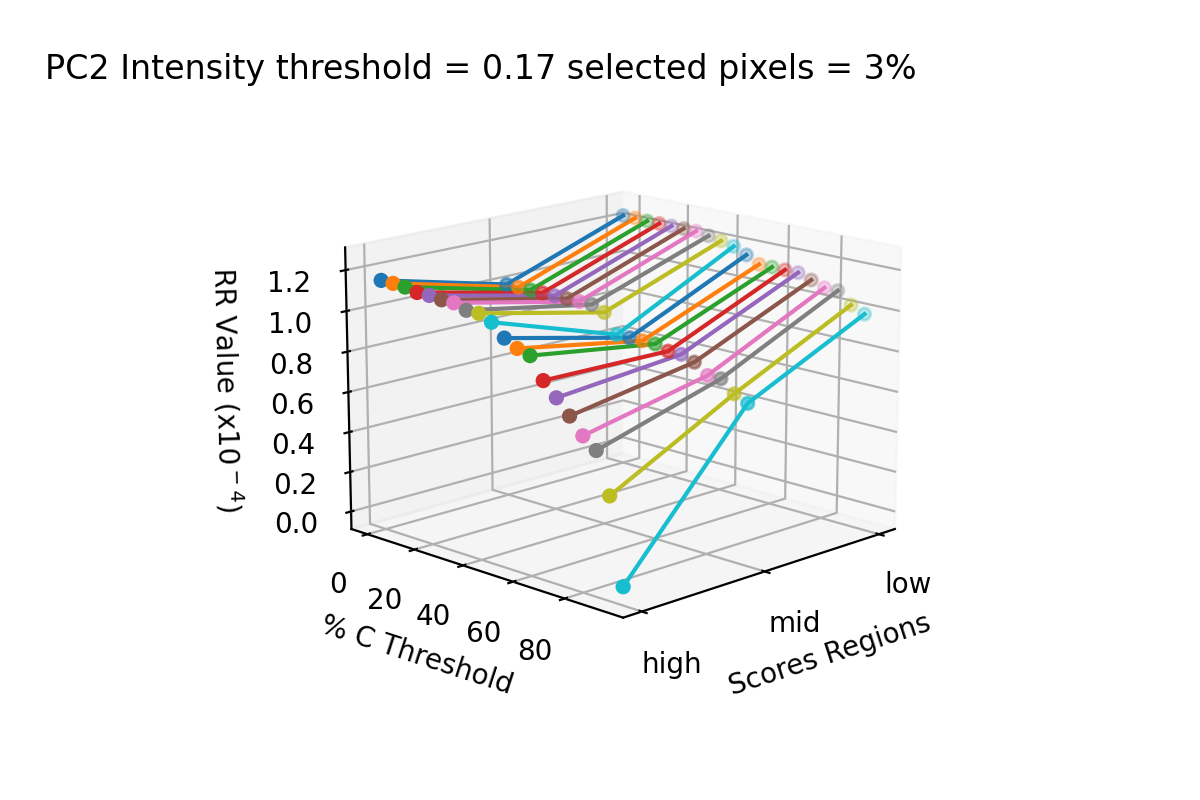 PC2 Intensity threshold = 0.17 selected pixels = 3%
1.2
1.0
0.8
0.6
0.4
0.2
0.0
RR Value (x10⁻⁴)
0
20
40
60
80
% C Threshold
high
mid
low
Scores Regions